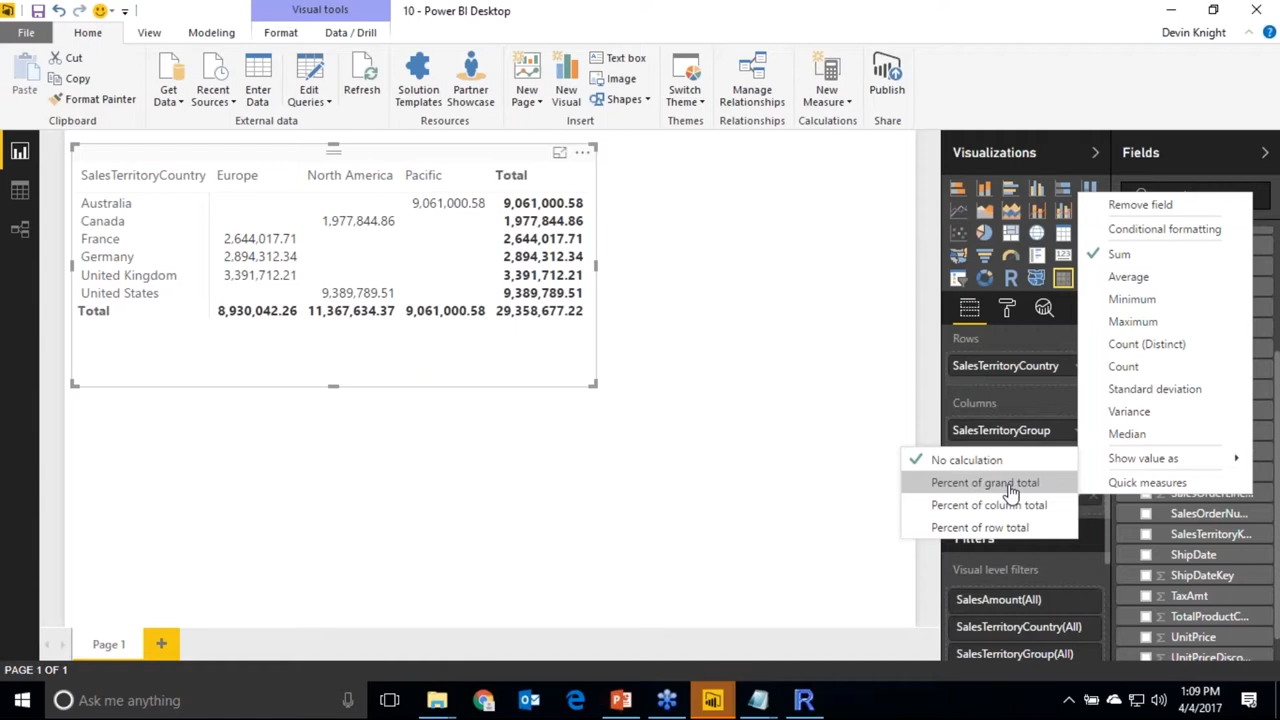 Visual tools
10 - Power BI Desktop
File
Home
View
Modeling
Format
Data / Drill
Devin Knight
Paste
Cut
Copy
Format Painter
Clipboard
Get Data
Recent Sources
Enter Data
External data
Edit Queries
Refresh
Solution Templates
Partner Showcase
Resources
New Page
New Visual
Text box
Image
Shapes
Insert
Switch Theme
Themes
Manage Relationships
Relationships
New Measure
Calculations
Publish
Share
SalesTerritoryCountry Europe North America Pacific Total
Australia 9,061,000.58 9,061,000.58
Canada 1,977,844.86 1,977,844.86
France 2,644,017.71 2,644,017.71
Germany 2,894,312.34 2,894,312.34
United Kingdom 3,391,712.21 3,391,712.21
United States 9,389,789.51 9,389,789.51
Total 8,930,042.26 11,367,634.37 9,061,000.58 29,358,677.22
Visualizations
Fields
R
Rows
SalesTerritoryCountry
Columns
SalesTerritoryGroup
Remove field
Conditional formatting
Sum
Average
Minimum
Maximum
Count (Distinct)
Count
Standard deviation
Variance
Median
Show value as
Quick measures
No calculation
Percent of grand total
Percent of column total
Percent of row total
Filters
Visual level filters
SalesAmount(All)
SalesTerritoryCountry(All)
SalesTerritoryGroup(All)
SalesOrderLine...
SalesOrderNu...
SalesTerritoryK...
ShipDate
ShipDateKey
TaxAmt
TotalProductC...
UnitPrice
UnitPriceDisco...
Page 1
PAGE 1 OF 1
Ask me anything
1:09 PM
4/4/2017